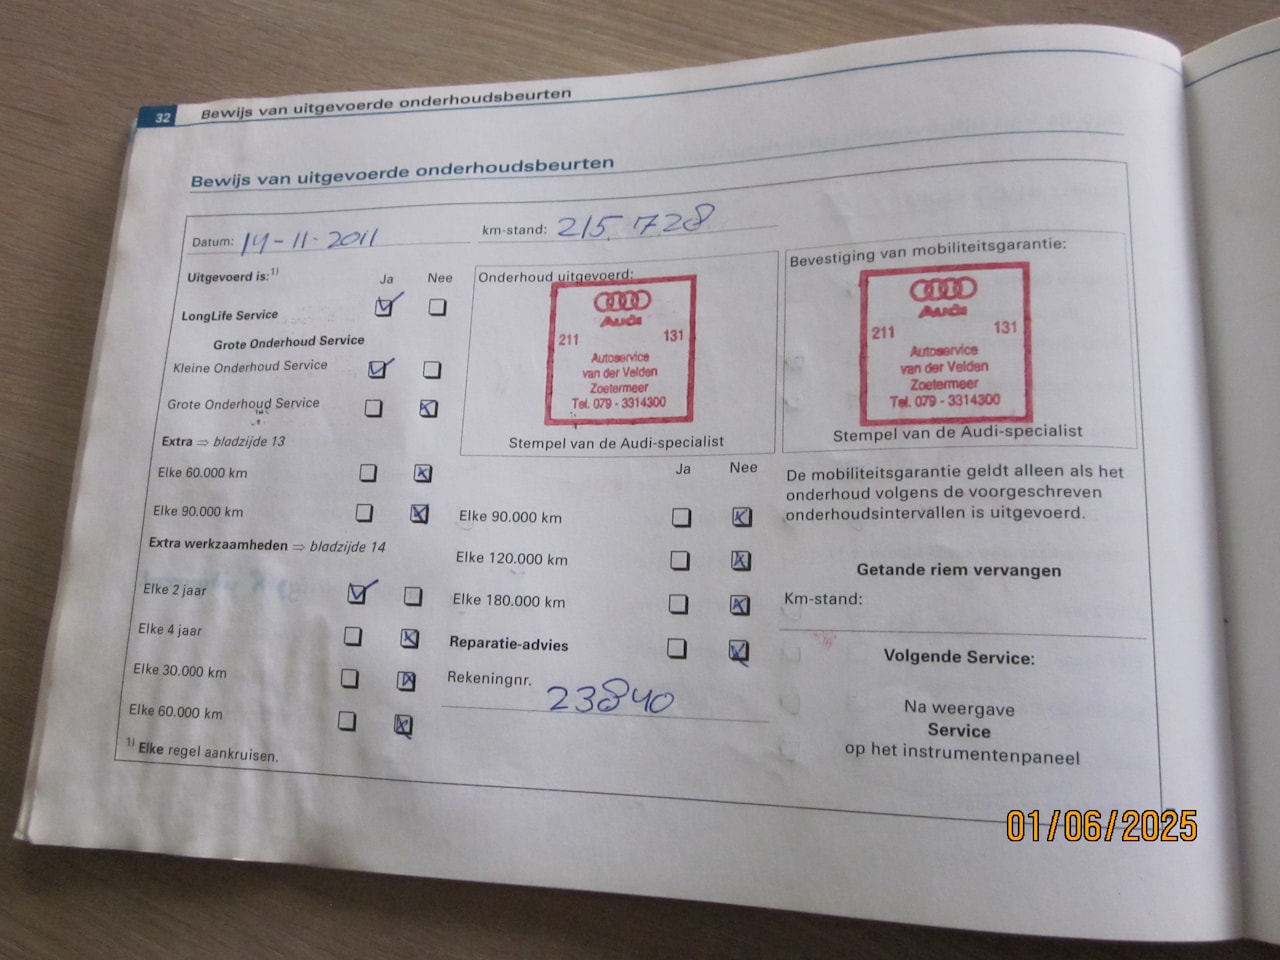 32 Bewijs van uitgevoerde onderhoudsbeurten
Bewijs van uitgevoerde onderhoudsbeurten
Datum: 14-11-2011 km-stand: 215.728
Uitgevoerd is:1) Ja Nee
LongLife Service
Grote Onderhoud Service
Kleine Onderhoud Service
Grote Onderhoud Service
Extra ⇒ bladzijde 13
Elke 60.000 km
Elke 90.000 km
Extra werkzaamheden ⇒ bladzijde 14
Elke 2 jaar
Elke 4 jaar
Elke 30.000 km
Elke 60.000 km
1) Elke regel aankruisen.
Onderhoud uitgevoerd:
Audi
211 131
Autoservice
van der Velden
Zoetermeer
Tel. 079 - 3314300
Stempel van de Audi-specialist
Ja Nee
Elke 90.000 km
Elke 120.000 km
Elke 180.000 km
Reparatie-advies
Rekeningnr.
23840
Bevestiging van mobiliteitsgarantie:
Audi
211 131
Autoservice
van der Velden
Zoetermeer
Tel. 079 - 3314300
Stempel van de Audi-specialist
De mobiliteitsgarantie geldt alleen als het
onderhoud volgens de voorgeschreven
onderhoudsintervallen is uitgevoerd.
Getande riem vervangen
Km-stand:
Volgende Service:
Na weergave
Service
op het instrumentenpaneel
01/06/2025